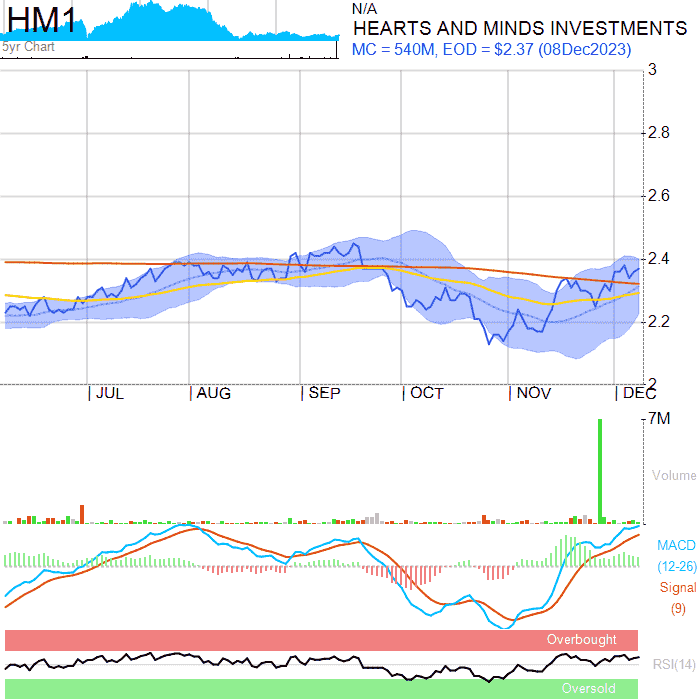 HM1
5yr Chart
N/A
HEARTS AND MINDS INVESTMENTS
MC = 540M, EOD = $2.37 (08Dec2023)
3
2.8
2.6
2.4
2.2
2
JUL AUG SEP OCT NOV DEC
7M
Volume
MACD
(12-26)
Signal
(9)
Overbought
RSI(14)
Oversold